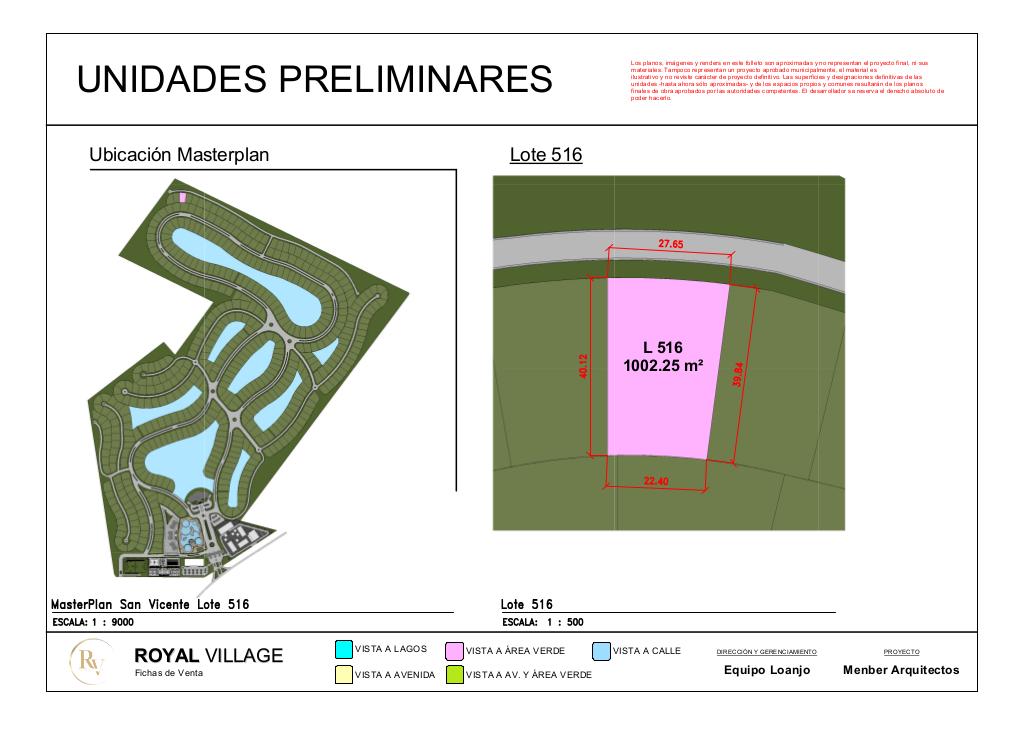 UNIDADES PRELIMINARES
Los planos, imágenes y renders en este folleto son aproximadas y no representan el proyecto final, ni sus
materiales. Tampoco representan un proyecto aprobado municipalmente, el material es
ilustrativo y no reviste carácter de proyecto definitivo. Las superficies y designaciones definitivas de las
unidades -hasta ahora sólo aproximadas- y de los espacios propios y comunes resultarán de los planos
finales de obra aprobados por las autoridades competentes. El desarrollador se reserva el derecho absoluto de
poder hacerlo.
Ubicación Masterplan
Lote 516
27.65
40.12
L 516
1002.25 m²
39.84
22.40
MasterPlan San Vicente Lote 516
ESCALA: 1 : 9000
Lote 516
ESCALA: 1 : 500
RV
ROYAL VILLAGE
Fichas de Venta
VISTA A LAGOS
VISTA A ÁREA VERDE
VISTA A CALLE
VISTA A AVENIDA
VISTA A AV. Y ÁREA VERDE
DIRECCIÓN Y GERENCIAMIENTO
Equipo Loanjo
PROYECTO
Menber Arquitectos